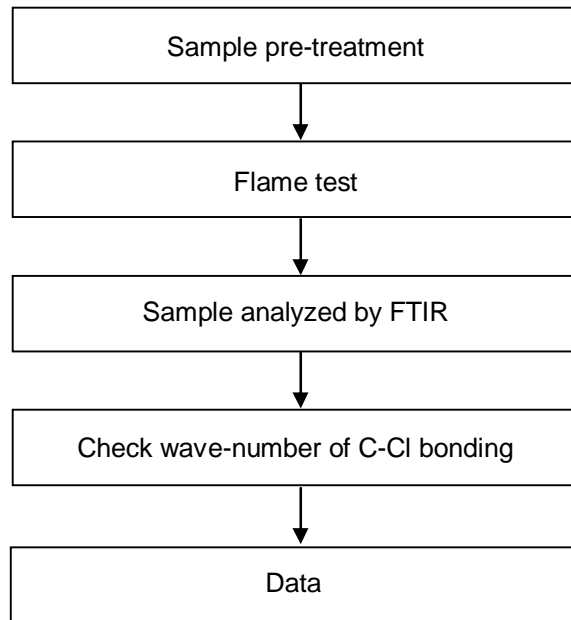 Sample pre-treatment
Flame test
Sample analyzed by FTIR
Check wave-number of C-Cl bonding
Data